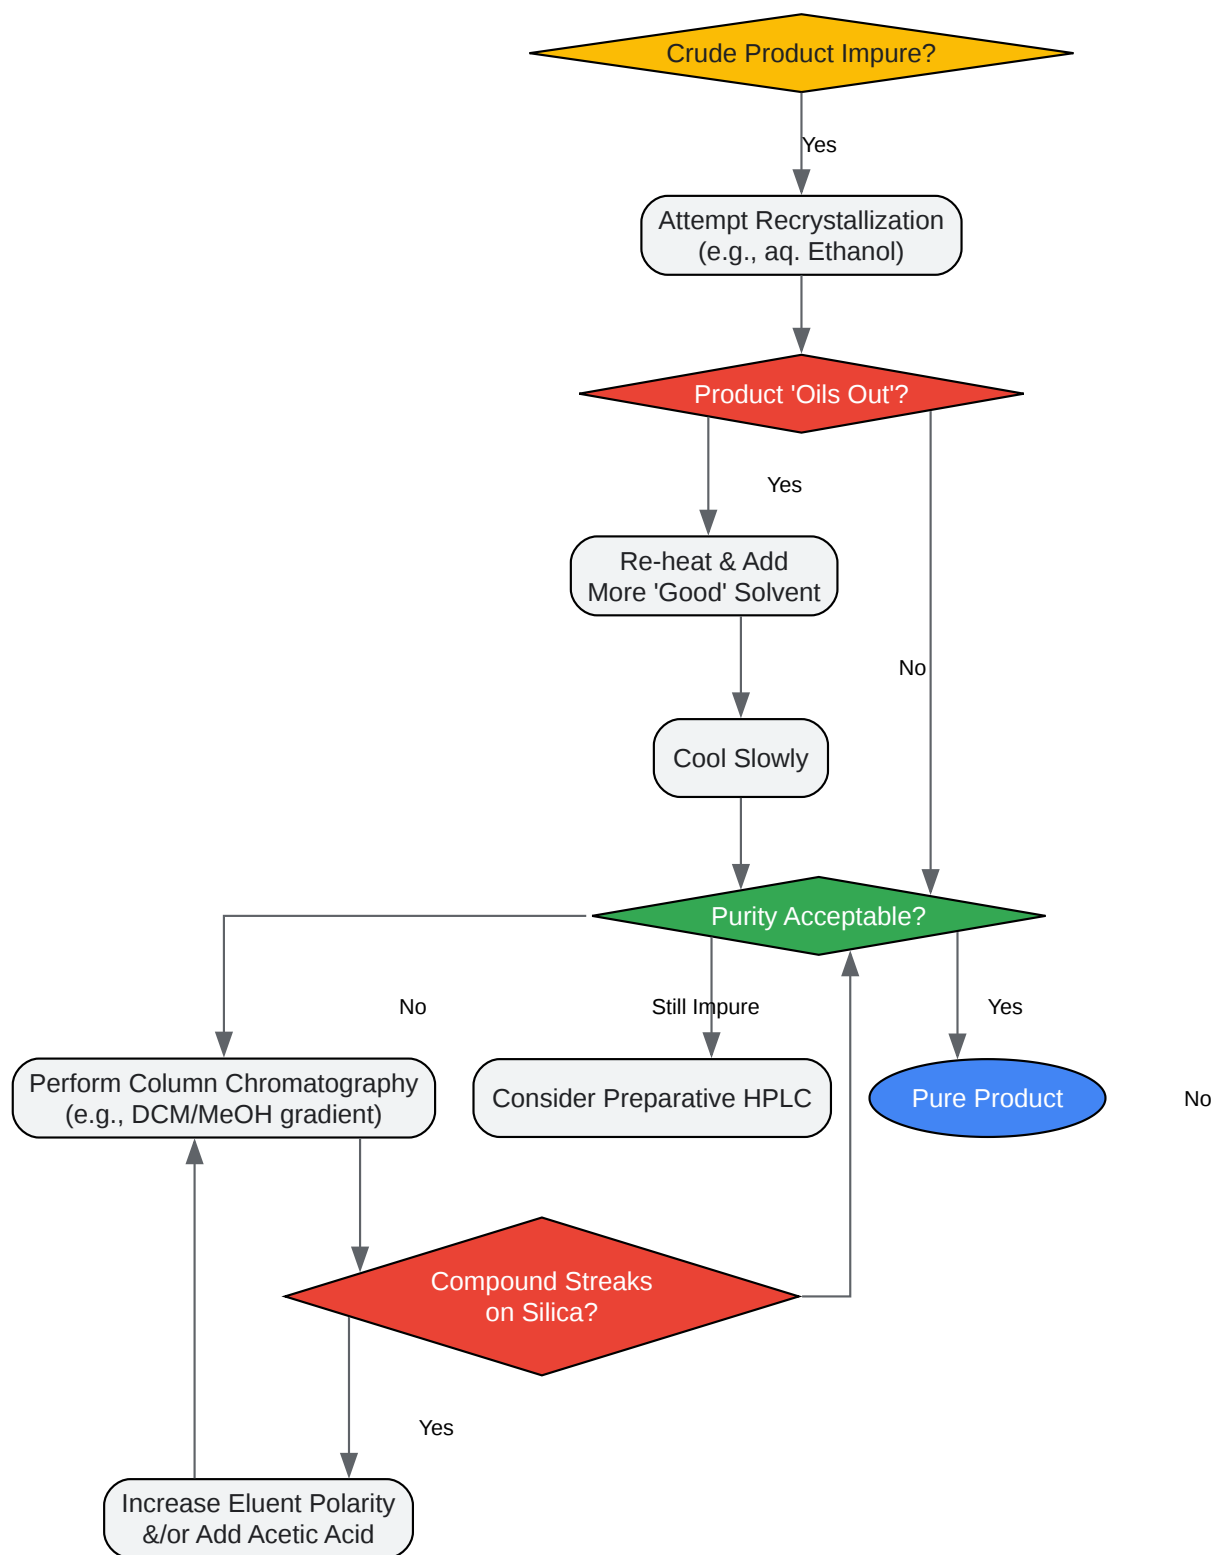 Crude Product Impure?
Yes
Attempt Recrystallization
(e.g., aq. Ethanol)
Product 'Oils Out'?
Yes
Re-heat & Add
More 'Good' Solvent
No
Cool Slowly
Purity Acceptable?
No
Still Impure
Yes
Perform Column Chromatography
(e.g., DCM/MeOH gradient)
Consider Preparative HPLC
Pure Product
No
Compound Streaks
on Silica?
Yes
Increase Eluent Polarity
&/or Add Acetic Acid